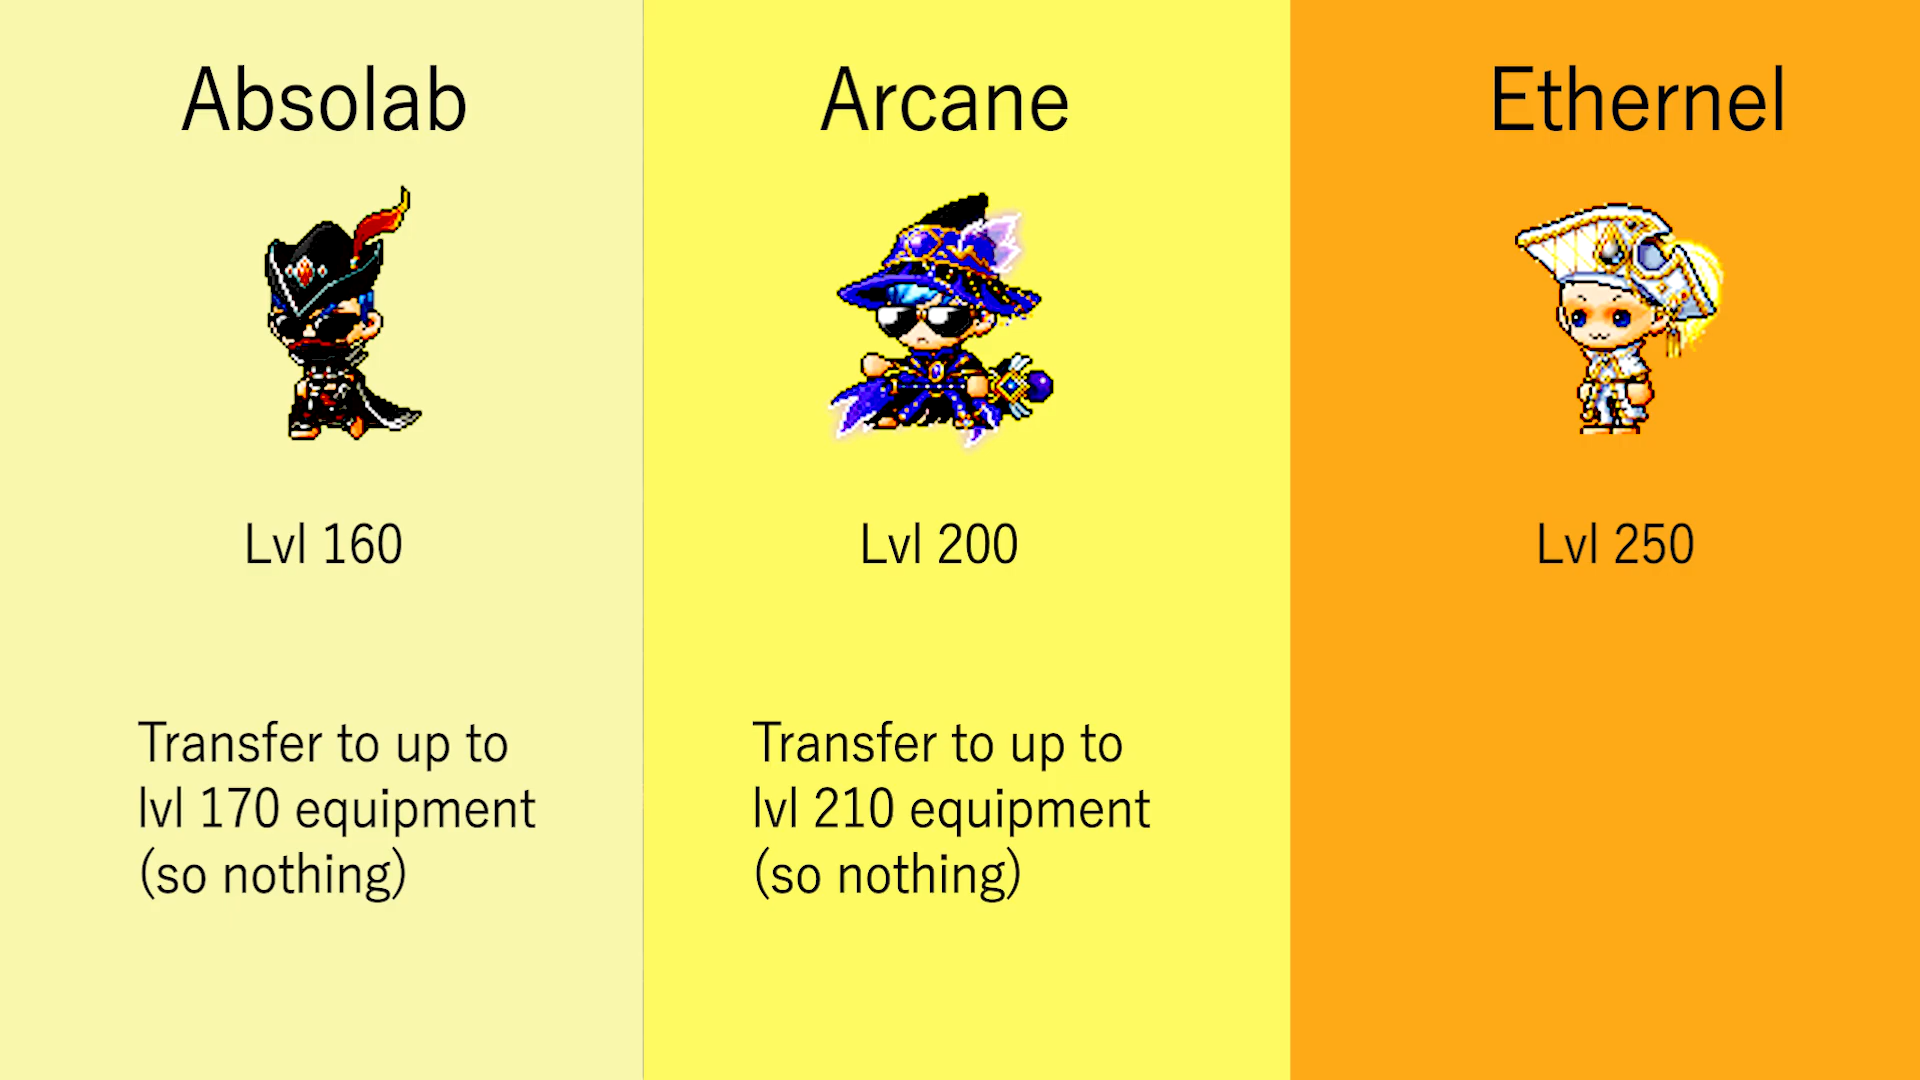 Absolab
Arcane
Ethernel
Lvl 160
Lvl 200
Lvl 250
Transfer to up to
lvl 170 equipment
(so nothing)
Transfer to up to
lvl 210 equipment
(so nothing)